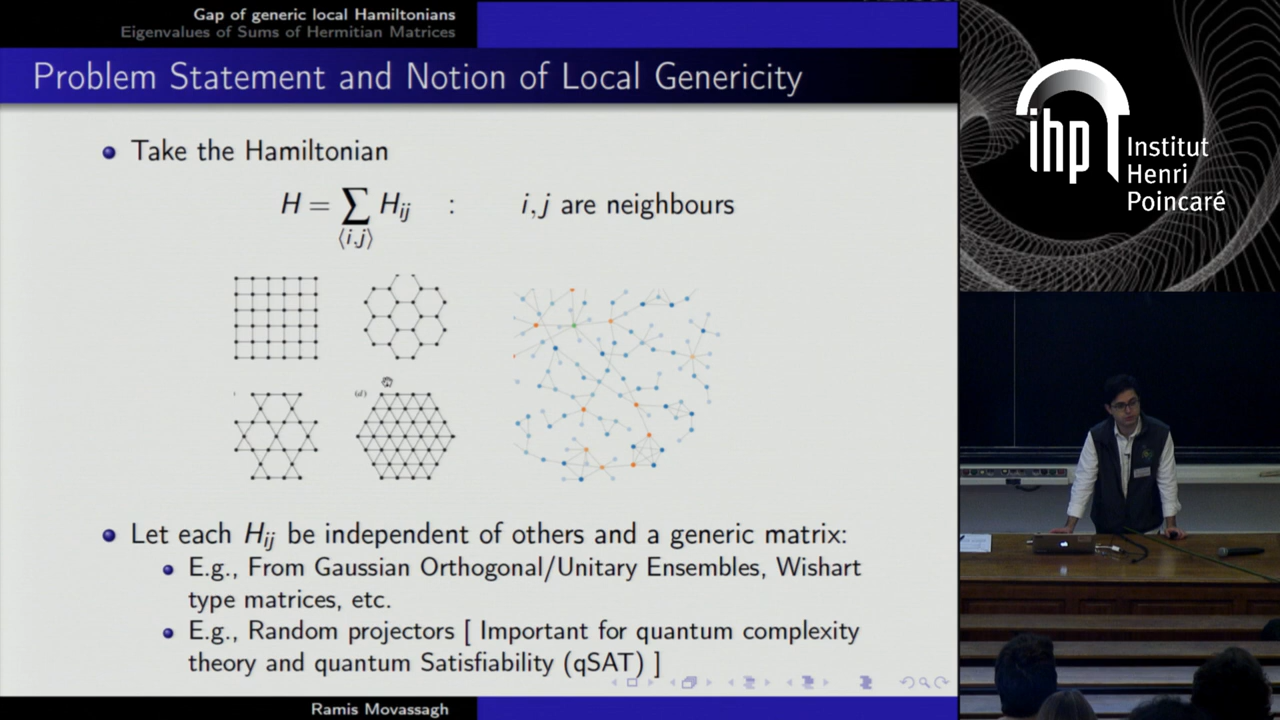 Gap of generic local Hamiltonians
Eigenvalues of Sums of Hermitian Matrices
Problem Statement and Notion of Local Genericity
Take the Hamiltonian
H = ∑⟨i,j⟩ Hij : i, j are neighbours
(d)
Let each Hij be independent of others and a generic matrix:
E.g., From Gaussian Orthogonal/Unitary Ensembles, Wishart
type matrices, etc.
E.g., Random projectors [ Important for quantum complexity
theory and quantum Satisfiability (qSAT) ]
Ramis Movassagh
ihp
Institut
Henri
Poincaré